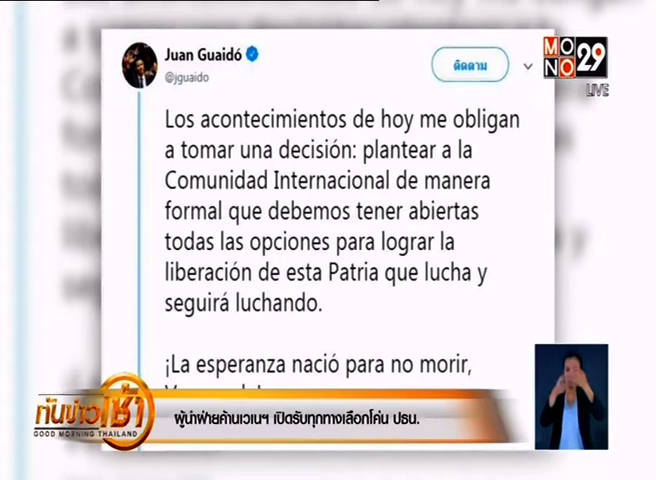 Juan Guaidó
@jguaido
ติดตาม
MONO 29
LIVE
Los acontecimientos de hoy me obligan
a tomar una decisión: plantear a la
Comunidad Internacional de manera
formal que debemos tener abiertas
todas las opciones para lograr la
liberación de esta Patria que lucha y
seguirá luchando.
¡La esperanza nació para no morir,
ทันข่าวเช้า
GOOD MORNING THAILAND
ผู้นำฝ่ายค้านเวเนฯ เปิดรับทุกทางเลือกโค่น ปธน.